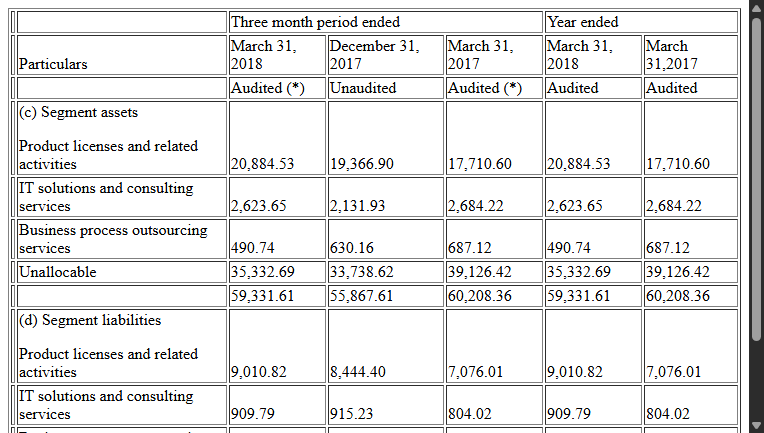 Three month period ended Year ended
Particulars March 31, 2018 December 31, 2017 March 31, 2017 March 31, 2018 March 31,2017
Audited (*) Unaudited Audited (*) Audited Audited
(c) Segment assets
Product licenses and related activities 20,884.53 19,366.90 17,710.60 20,884.53 17,710.60
IT solutions and consulting services 2,623.65 2,131.93 2,684.22 2,623.65 2,684.22
Business process outsourcing services 490.74 630.16 687.12 490.74 687.12
Unallocable 35,332.69 33,738.62 39,126.42 35,332.69 39,126.42
59,331.61 55,867.61 60,208.36 59,331.61 60,208.36
(d) Segment liabilities
Product licenses and related activities 9,010.82 8,444.40 7,076.01 9,010.82 7,076.01
IT solutions and consulting services 909.79 915.23 804.02 909.79 804.02